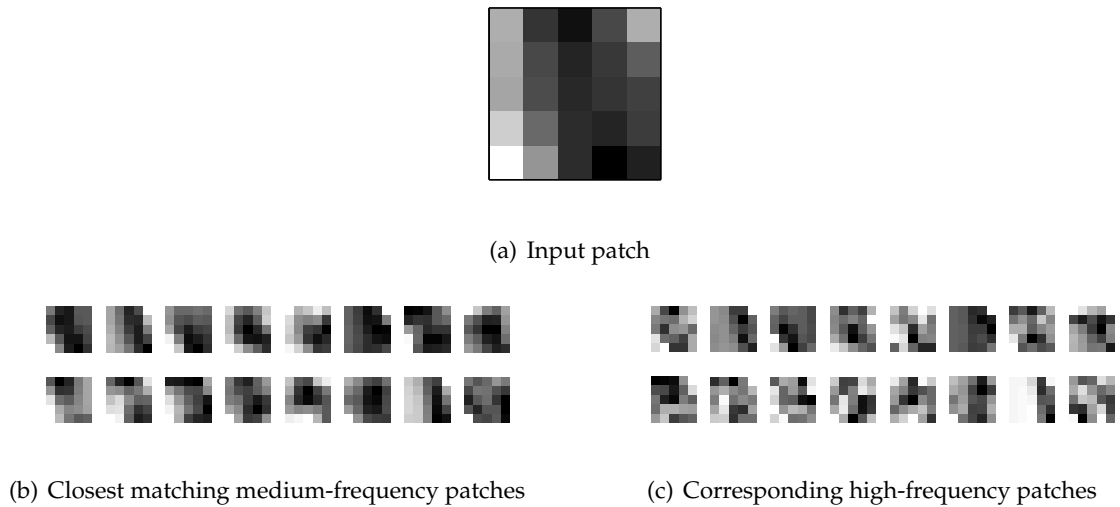 (a) Input patch
(b) Closest matching medium-frequency patches
(c) Corresponding high-frequency patches